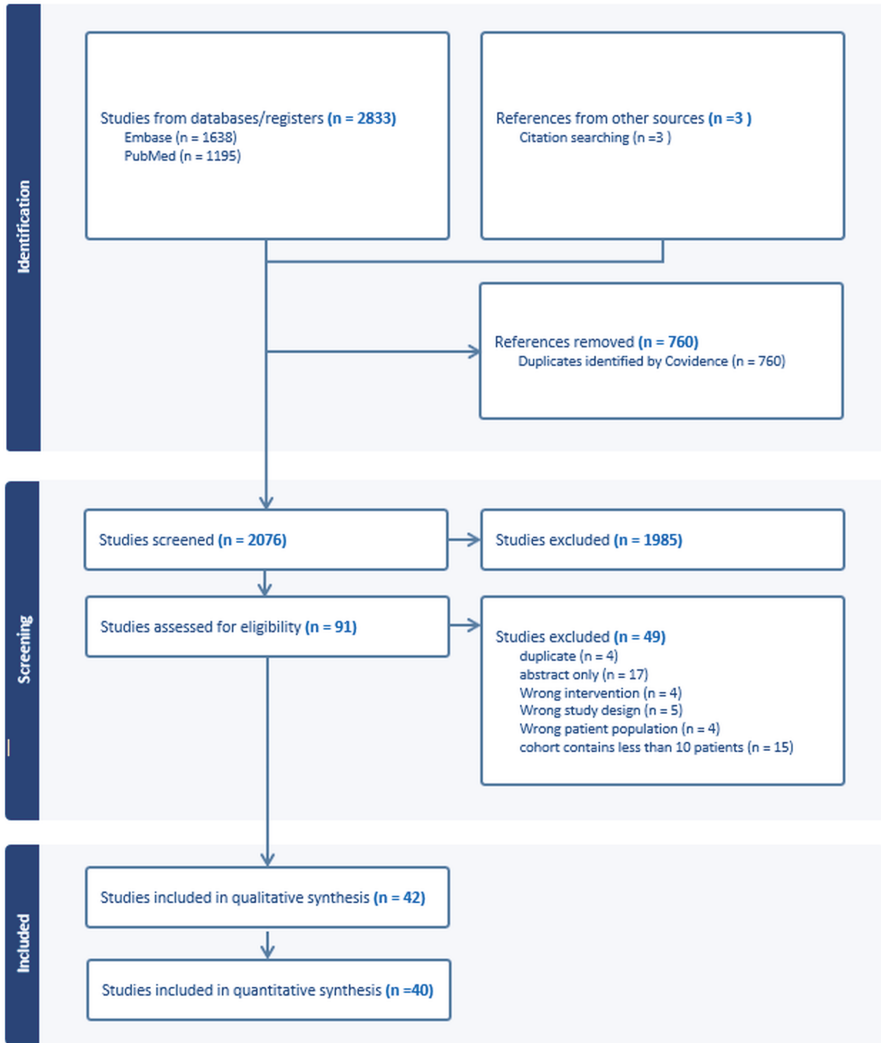 Identification
Studies from databases/registers (n = 2833)
Embase (n = 1638)
PubMed (n = 1195)
References from other sources (n =3 )
Citation searching (n =3 )
References removed (n = 760)
Duplicates identified by Covidence (n = 760)
Screening
Studies screened (n = 2076)
Studies excluded (n = 1985)
Studies assessed for eligibility (n = 91)
Studies excluded (n = 49)
duplicate (n = 4)
abstract only (n = 17)
Wrong intervention (n = 4)
Wrong study design (n = 5)
Wrong patient population (n = 4)
cohort contains less than 10 patients (n = 15)
Included
Studies included in qualitative synthesis (n = 42)
Studies included in quantitative synthesis (n =40)